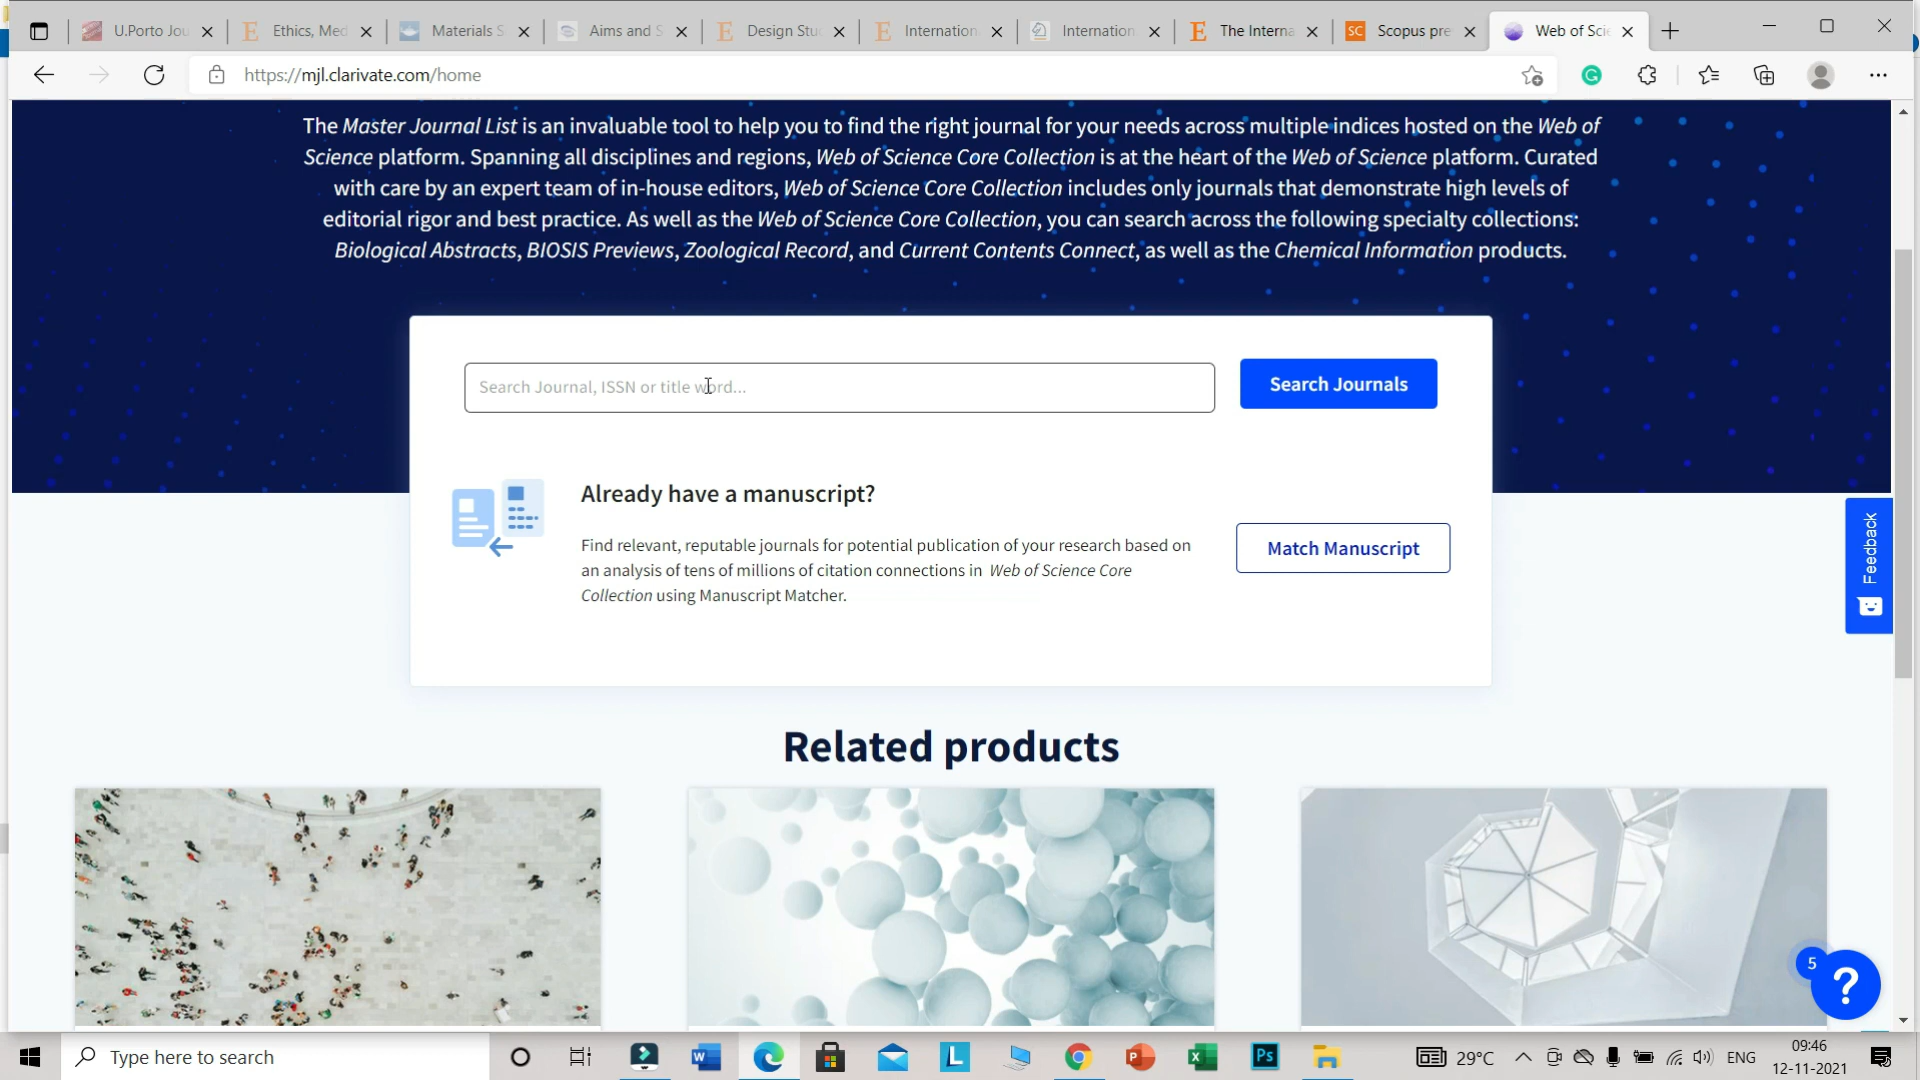 U.Porto Jou
Ethics, Med
Materials S
Aims and S
Design Stu
Internation
Internation
The Interna
SC
Scopus pre
Web of Scie
https://mjl.clarivate.com/home
The Master Journal List is an invaluable tool to help you to find the right journal for your needs across multiple indices hosted on the Web of
Science platform. Spanning all disciplines and regions, Web of Science Core Collection is at the heart of the Web of Science platform. Curated
with care by an expert team of in-house editors, Web of Science Core Collection includes only journals that demonstrate high levels of
editorial rigor and best practice. As well as the Web of Science Core Collection, you can search across the following specialty collections:
Biological Abstracts, BIOSIS Previews, Zoological Record, and Current Contents Connect, as well as the Chemical Information products.
Search Journal, ISSN or title word...
Search Journals
Already have a manuscript?
Find relevant, reputable journals for potential publication of your research based on
an analysis of tens of millions of citation connections in Web of Science Core
Collection using Manuscript Matcher.
Match Manuscript
Feedback
Related products
5
?
Type here to search
29°C
ENG
09:46
12-11-2021